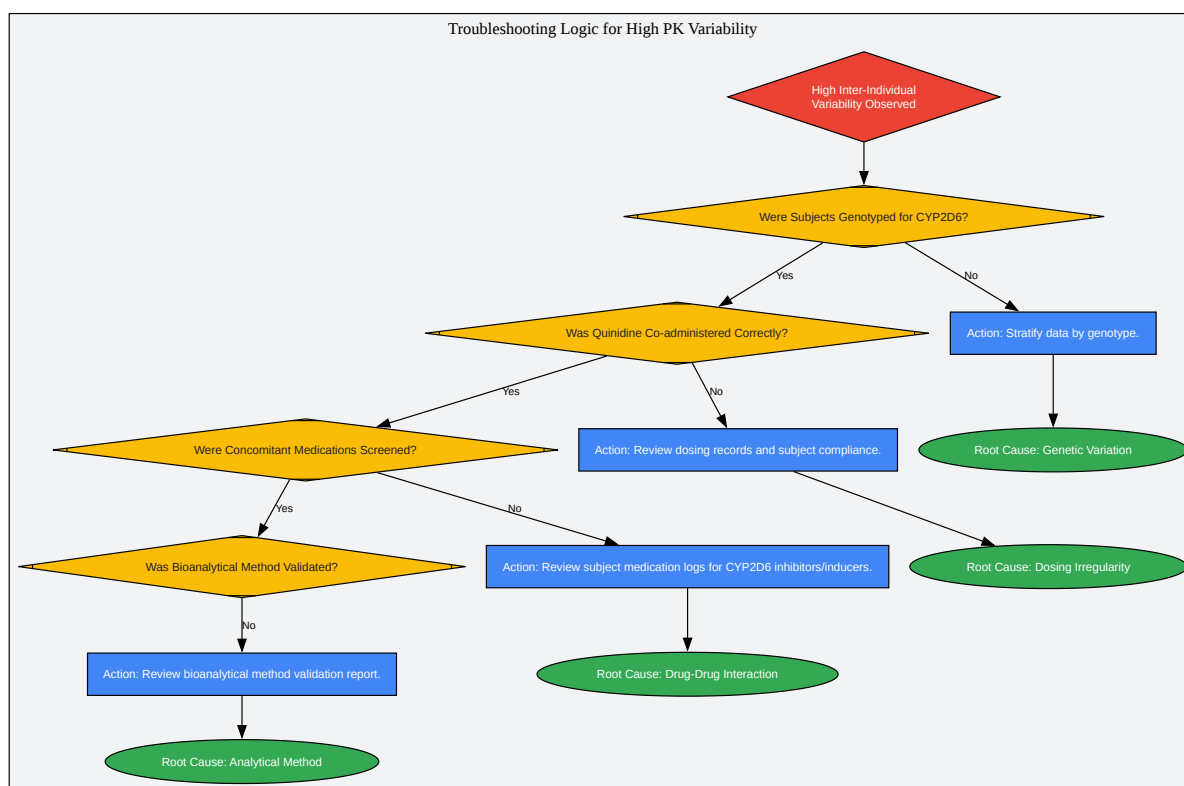 Troubleshooting Logic for High PK Variability
High Inter-Individual
Variability Observed
Were Subjects Genotyped for CYP2D6?
Yes
No
Was Quinidine Co-administered Correctly?
Action: Stratify data by genotype.
Yes
No
Were Concomitant Medications Screened?
Action: Review dosing records and subject compliance.
Root Cause: Genetic Variation
Yes
No
Was Bioanalytical Method Validated?
Action: Review subject medication logs for CYP2D6 inhibitors/inducers.
Root Cause: Dosing Irregularity
No
Action: Review bioanalytical method validation report.
Root Cause: Drug-Drug Interaction
Root Cause: Analytical Method